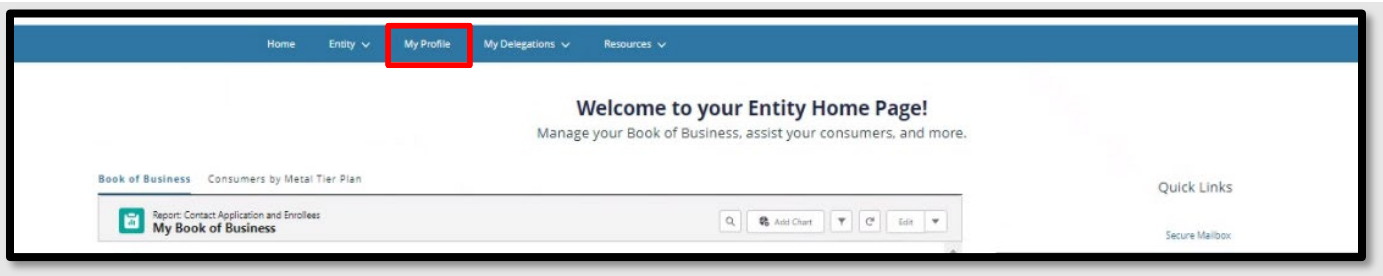 Home Entity My Profile My Delegations Resources
Welcome to your Entity Home Page!
Manage your Book of Business, assist your consumers, and more.
Book of Business Consumers by Metal Tier Plan
Quick Links
Report: Contact Application and Enrollees
My Book of Business
Add Chart Edit
Secure Mailbox